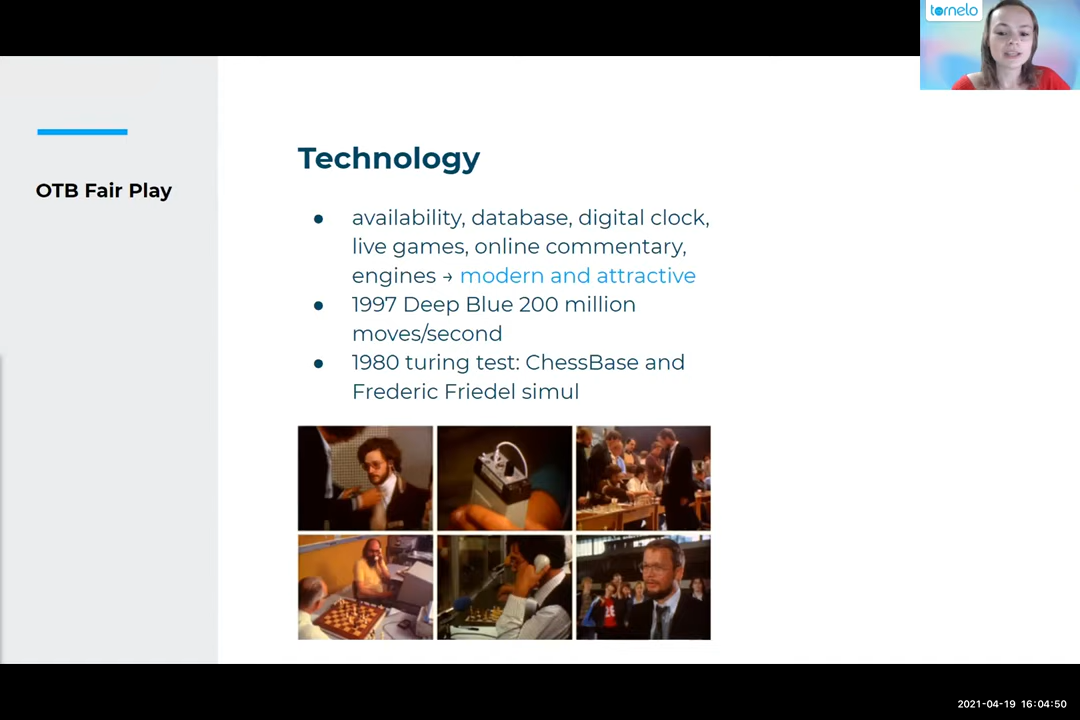 tornelo
OTB Fair Play
Technology
● availability, database, digital clock,
live games, online commentary,
engines → modern and attractive
● 1997 Deep Blue 200 million
moves/second
● 1980 turing test: ChessBase and
Frederic Friedel simul
2021-04-19 16:04:50